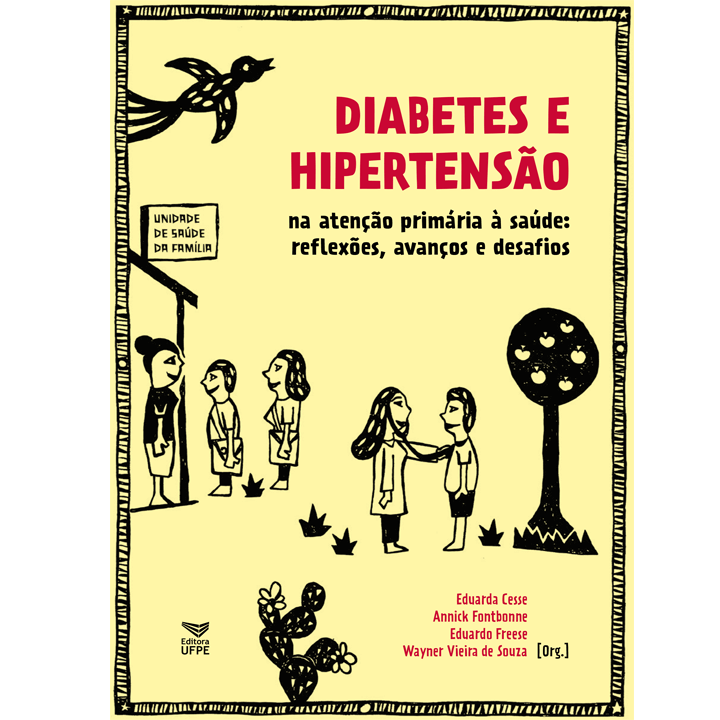 DIABETES E
HIPERTENSÃO
na atenção primária à saúde:
reflexões, avanços e desafios
UNIDADE
DE SAÚDE
DA FAMÍLIA
Eduarda Cesse
Annick Fontbonne
Eduardo Freese
Wayner Vieira de Souza [Org.]
Editora
UFPE